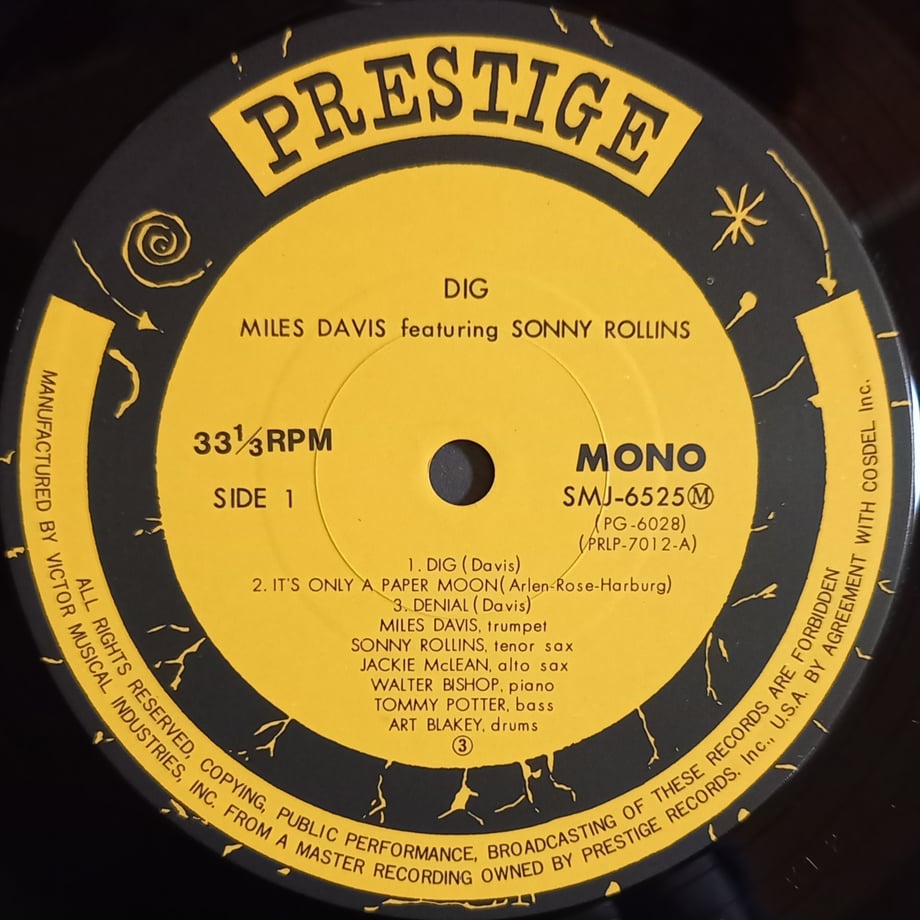 PRESTIGE
DIG
MILES DAVIS featuring SONNY ROLLINS
33⅓RPM
SIDE 1
MONO
SMJ-6525Ⓜ
(PG-6028)
(PRLP-7012-A)
1. DIG (Davis)
2. IT'S ONLY A PAPER MOON (Arlen-Rose-Harburg)
3. DENIAL (Davis)
MILES DAVIS, trumpet
SONNY ROLLINS, tenor sax
JACKIE McLEAN, alto sax
WALTER BISHOP, piano
TOMMY POTTER, bass
ART BLAKEY, drums
③
ALL RIGHTS RESERVED, COPYING, PUBLIC PERFORMANCE, BROADCASTING OF THESE RECORDS ARE FORBIDDEN
MANUFACTURED BY VICTOR MUSICAL INDUSTRIES, INC. FROM A MASTER RECORDING OWNED BY PRESTIGE RECORDS. Inc., U.S.A. BY AGREEMENT WITH COSDEL Inc.